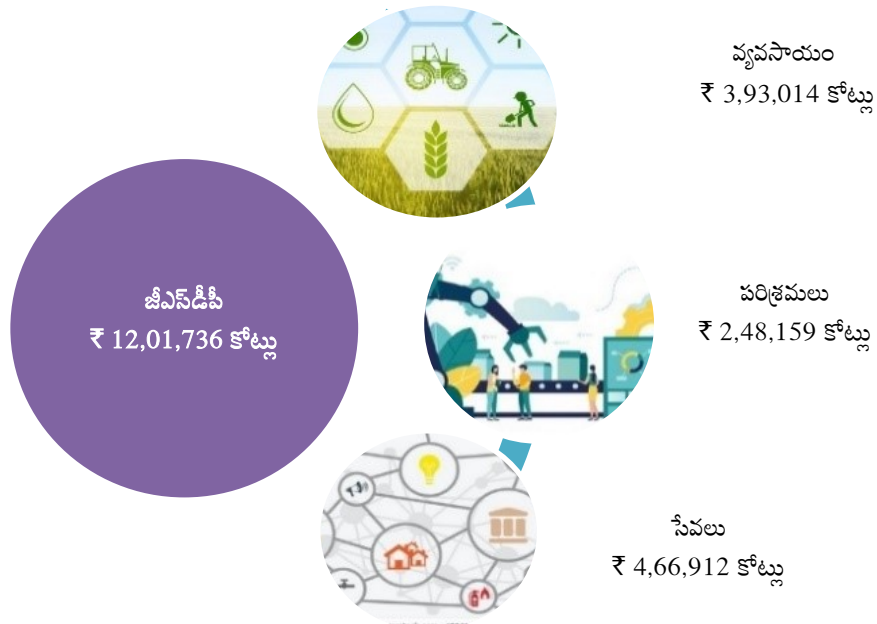 వ్యవసాయం
₹ 3,93,014 కోట్లు
జీఎస్‌డీపీ
₹ 12,01,736 కోట్లు
పరిశ్రమలు
₹ 2,48,159 కోట్లు
సేవలు
₹ 4,66,912 కోట్లు